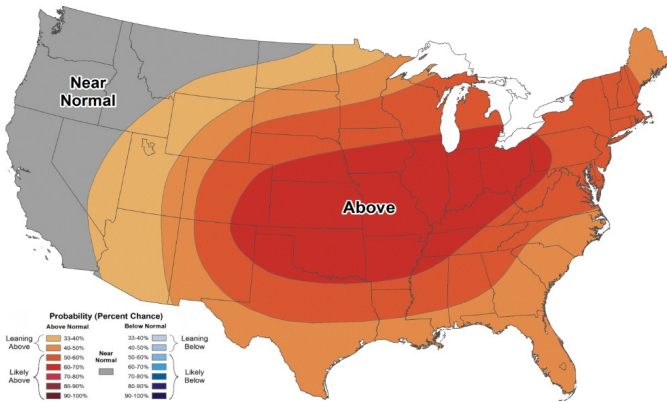 Near
Normal
Above
Probability (Percent Chance)
Above Normal
Below Normal
Leaning
Above
33-40%
40-50%
Likely
Above
50-60%
60-70%
70-80%
80-90%
90-100%
Near
Normal
33-40%
40-50%
Leaning
Below
50-60%
60-70%
70-80%
80-90%
90-100%
Likely
Below